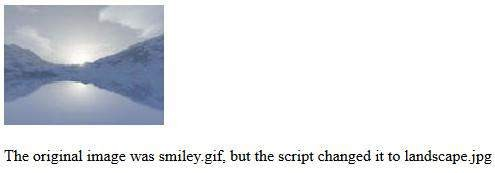 The original image was smiley.gif, but the script changed it to landscape.jpg